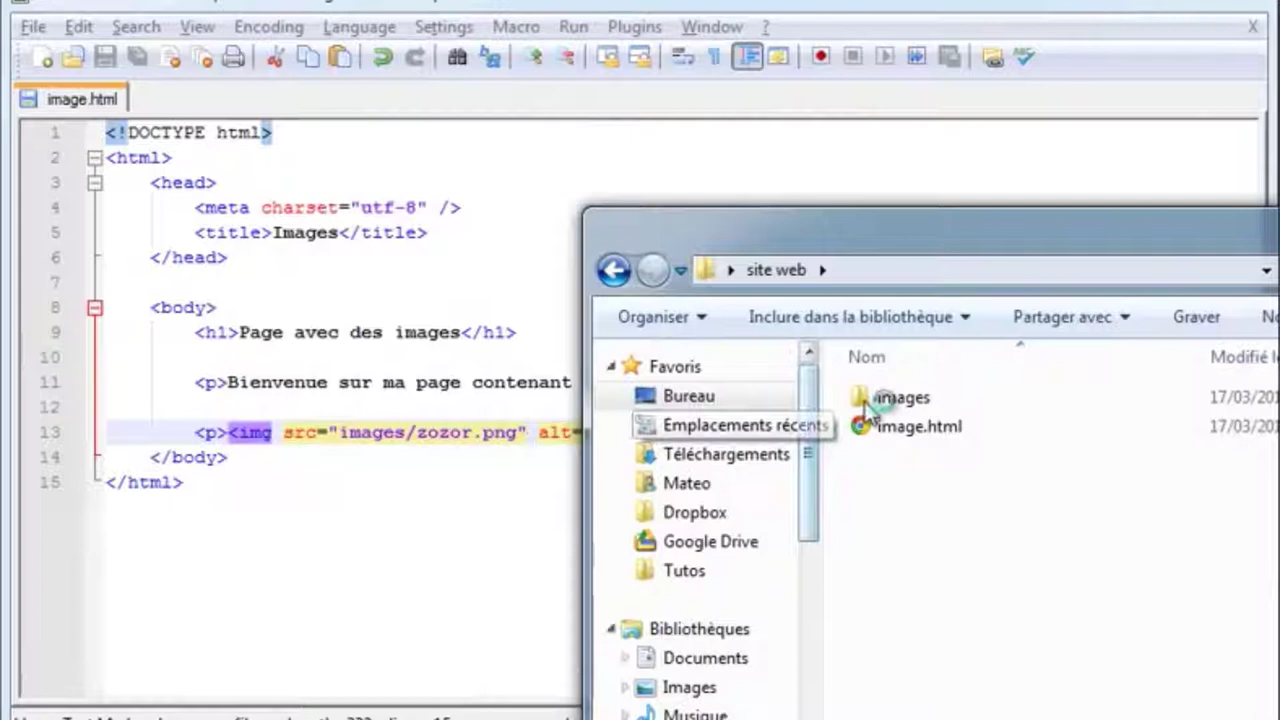 File Edit Search View Encoding Language Settings Macro Run Plugins Window ? X
image.html
1 <!DOCTYPE html>
2 <html>
3 <head>
4 <meta charset="utf-8" />
5 <title>Images</title>
6 </head>
7
8 <body>
9 <h1>Page avec des images</h1>
10
11 <p>Bienvenue sur ma page contenant
12
13 <p><img src="images/zozor.png" alt=
14 </body>
15 </html>
site web
Organiser Inclure dans la bibliothèque Partager avec Graver
Nom Modifié
Favoris
Bureau
Emplacements récents
Téléchargements
Mateo
Dropbox
Google Drive
Tutos
Bibliothèques
Documents
Images
Musique
images 17/03/20
image.html 17/03/20